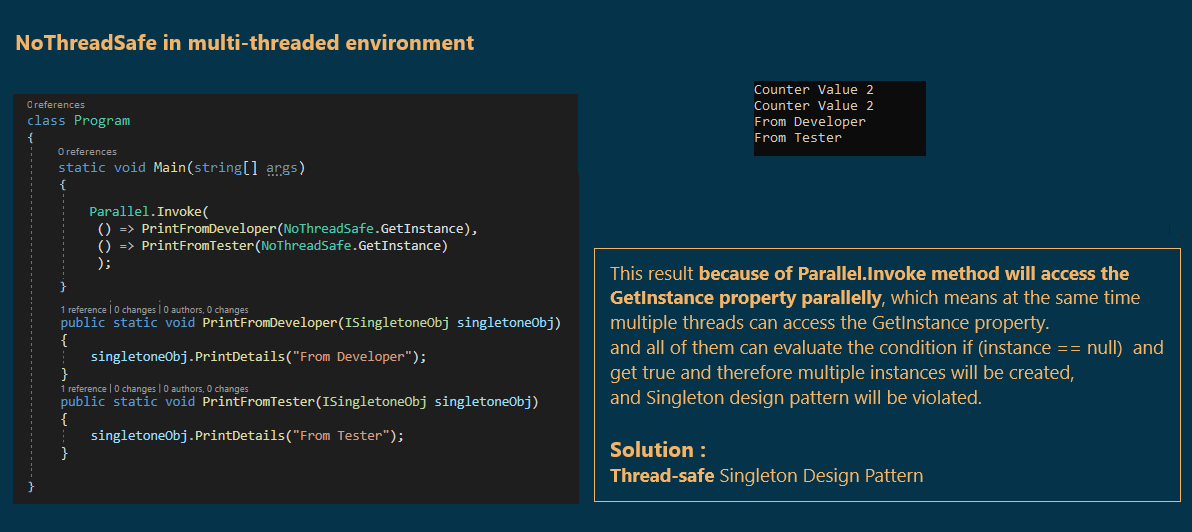 NoThreadSafe in multi-threaded environment
0 references
class Program
{
0 references
static void Main(string[] args)
{
Parallel.Invoke(
() => PrintFromDeveloper(NoThreadSafe.GetInstance),
() => PrintFromTester(NoThreadSafe.GetInstance)
);
}
1 reference | 0 changes | 0 authors, 0 changes
public static void PrintFromDeveloper(ISingletoneObj singletoneObj)
{
singletoneObj.PrintDetails("From Developer");
}
1 reference | 0 changes | 0 authors, 0 changes
public static void PrintFromTester(ISingletoneObj singletoneObj)
{
singletoneObj.PrintDetails("From Tester");
}
}
Counter Value 2
Counter Value 2
From Developer
From Tester
This result because of Parallel.Invoke method will access the
GetInstance property parallelly, which means at the same time
multiple threads can access the GetInstance property.
and all of them can evaluate the condition if (instance == null) and
get true and therefore multiple instances will be created,
and Singleton design pattern will be violated.
Solution :
Thread-safe Singleton Design Pattern